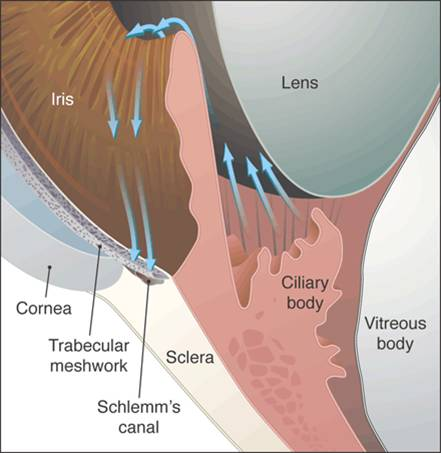 Lens
Iris
Ciliary
body
Cornea
Vitreous
body
Trabecular
meshwork
Sclera
Schlemm's
canal